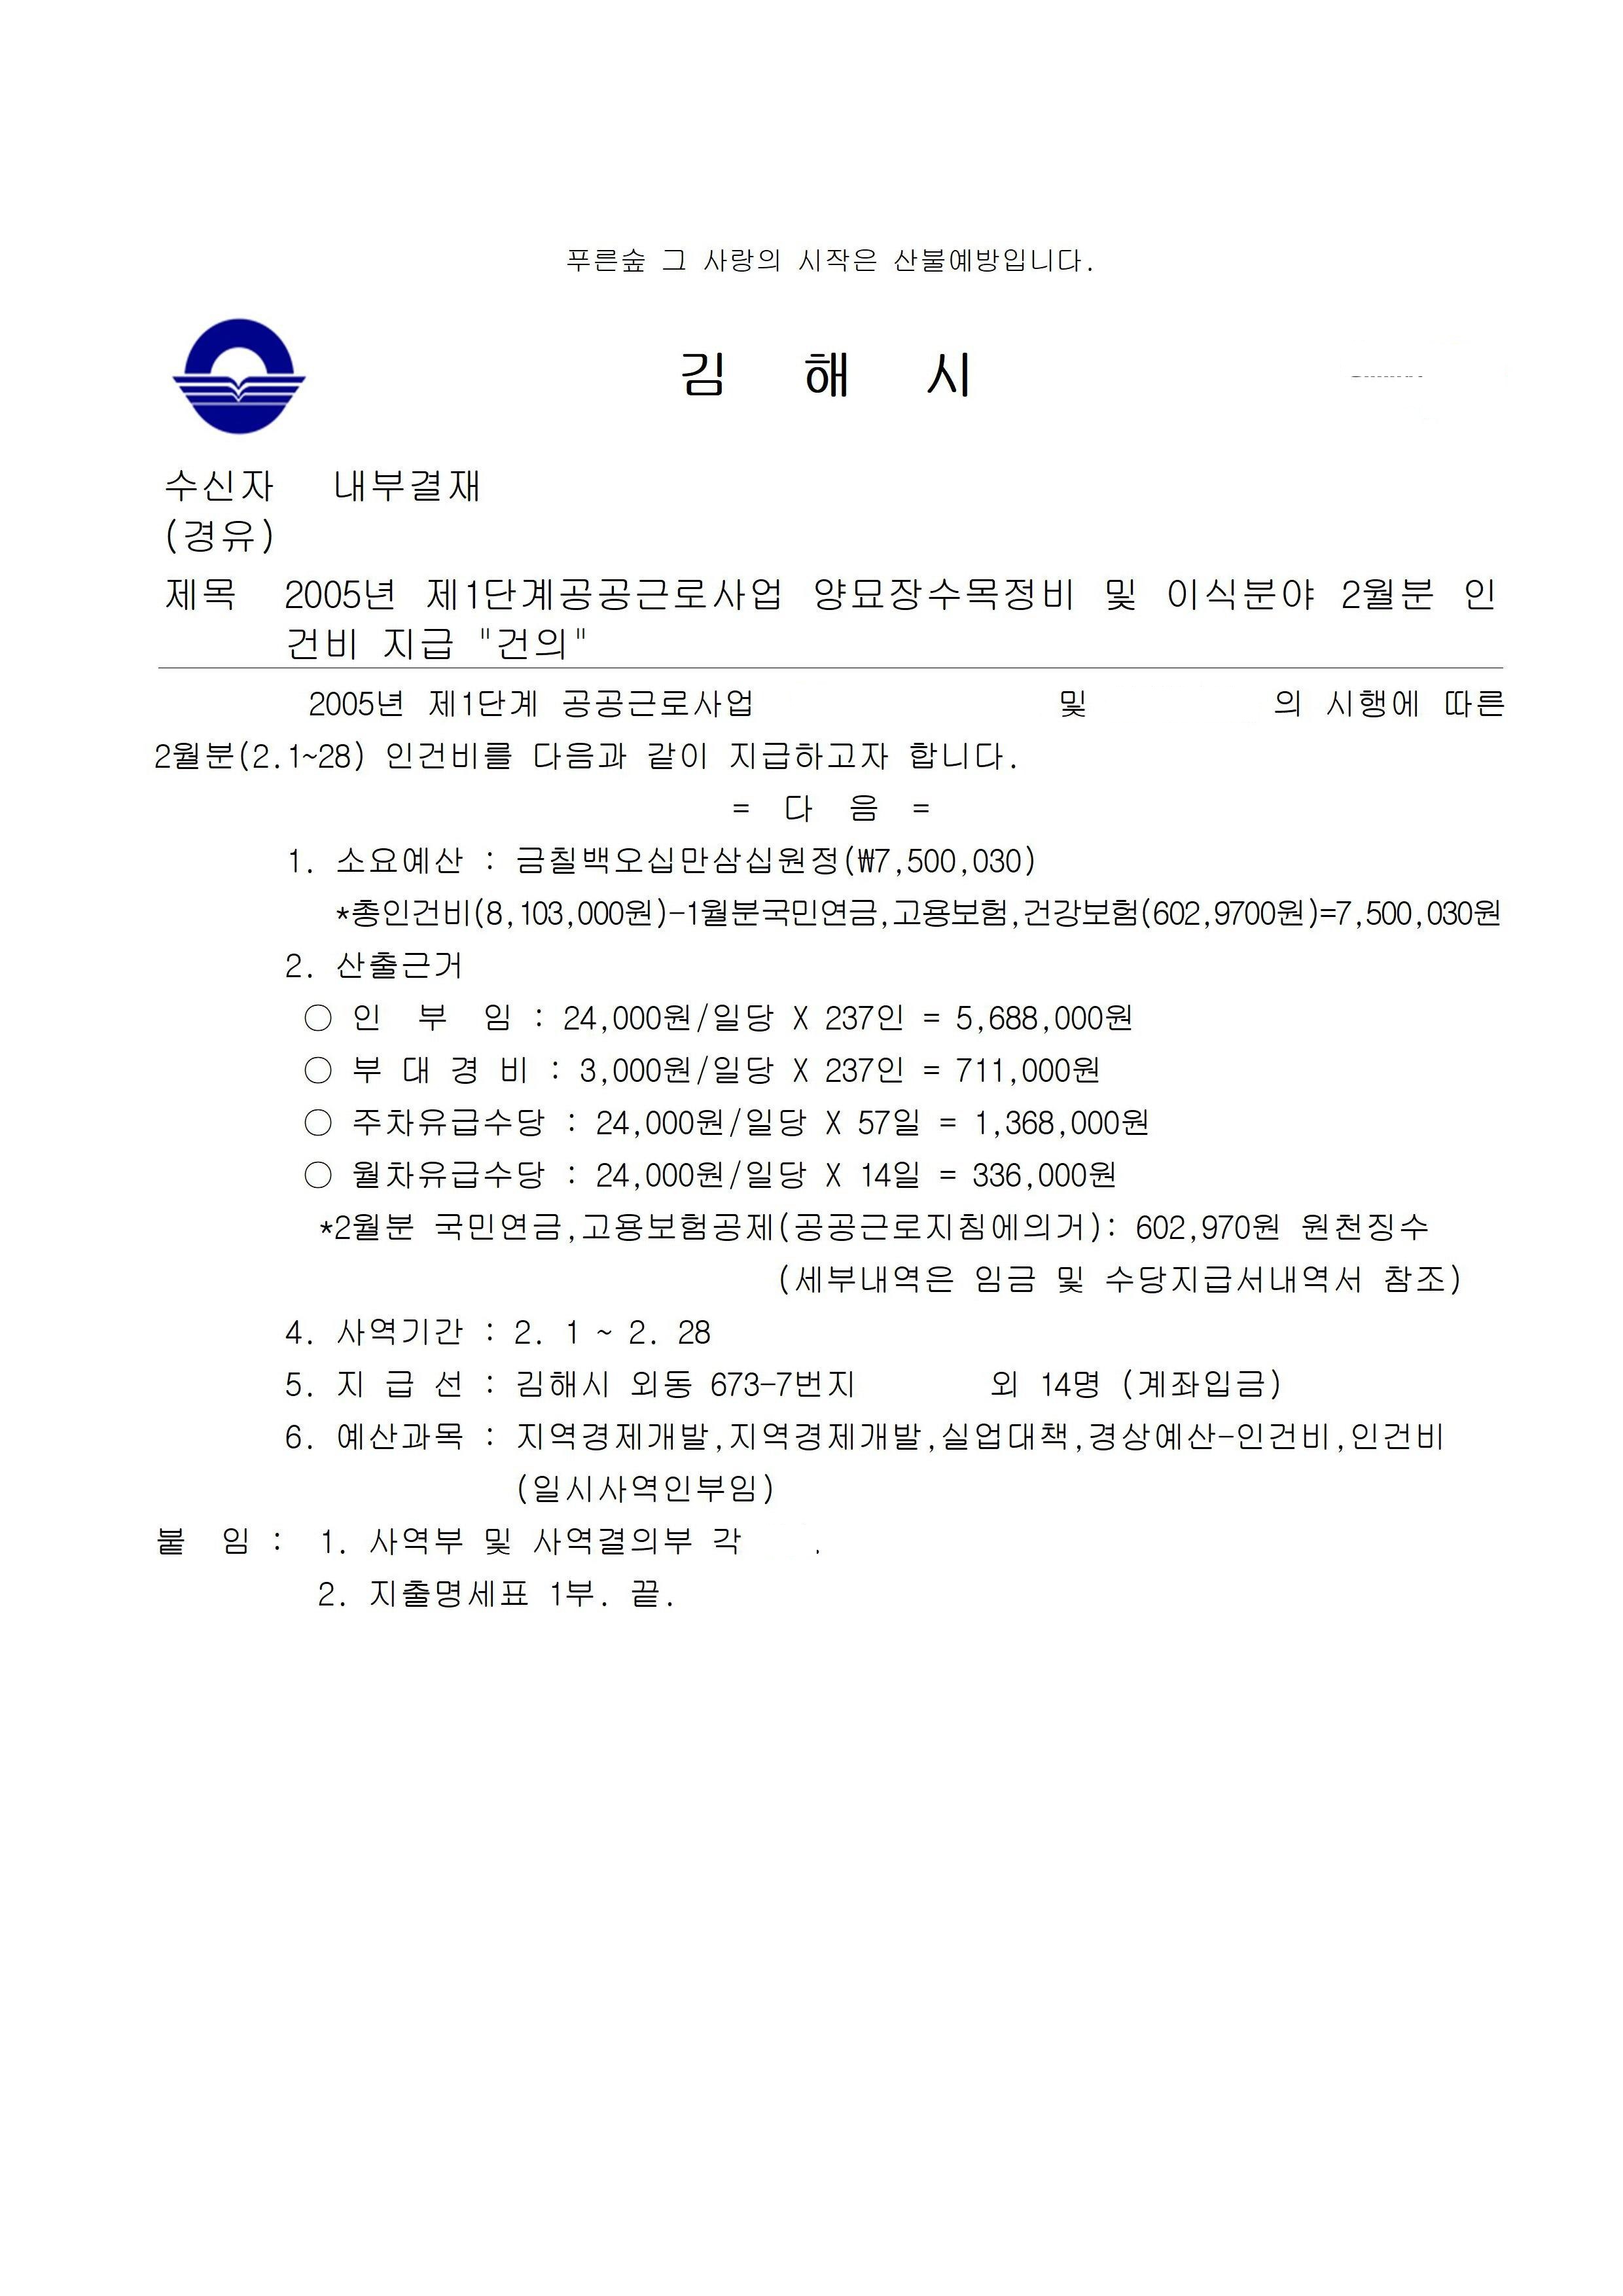 푸른숲 그 사랑의 시작은 산불예방입니다.
김 해 시
수신자 내부결재
(경유)
제목 2005년 제1단계공공근로사업 양묘장수목정비 및 이식분야 2월분 인
건비 지급 "건의"
2005년 제1단계 공공근로사업 및 의 시행에 따른
2월분(2.1~28) 인건비를 다음과 같이 지급하고자 합니다.
= 다 음 =
1. 소요예산 : 금칠백오십만삼십원정(₩7,500,030)
*총인건비(8,103,000원)-1월분국민연금,고용보험,건강보험(602,9700원)=7,500,030원
2. 산출근거
○ 인 부 임 : 24,000원/일당 X 237인 = 5,688,000원
○ 부 대 경 비 : 3,000원/일당 X 237인 = 711,000원
○ 주차유급수당 : 24,000원/일당 X 57일 = 1,368,000원
○ 월차유급수당 : 24,000원/일당 X 14일 = 336,000원
*2월분 국민연금,고용보험공제(공공근로지침에의거): 602,970원 원천징수
(세부내역은 임금 및 수당지급서내역서 참조)
4. 사역기간 : 2. 1 ~ 2. 28
5. 지 급 선 : 김해시 외동 673-7번지 외 14명 (계좌입금)
6. 예산과목 : 지역경제개발,지역경제개발,실업대책,경상예산-인건비,인건비
(일시사역인부임)
붙 임 : 1. 사역부 및 사역결의부 각 .
2. 지출명세표 1부. 끝.